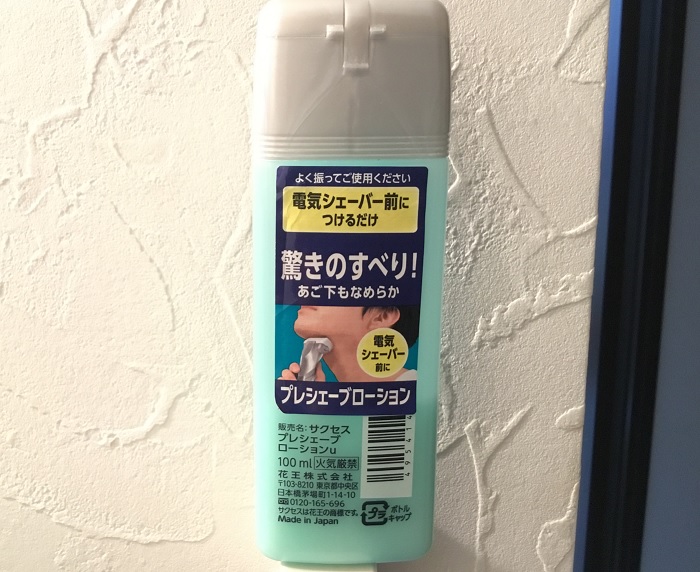 よく振ってご使用ください
電気シェーバー前に
つけるだけ
驚きのすべり!
あご下もなめらか
電気
シェーバー
前に
プレシェーブローション
販売名:サクセス
プレシェーブ
ローションu
100ml 火気厳禁
花王株式会社
〒103-8210 東京都中央区
日本橋茅場町1-14-10
0120-165-696
サクセスは花王の商標です。
Made in Japan
プラ
ボトル
キャップ